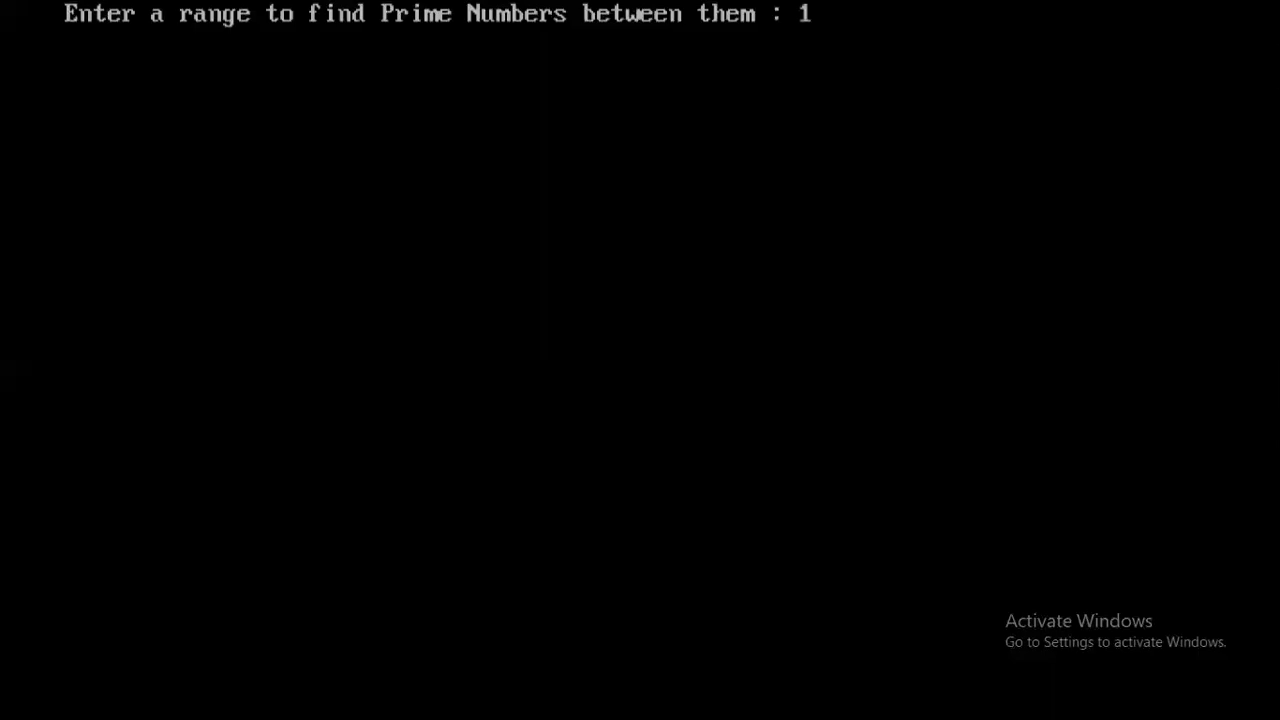 Enter a range to find Prime Numbers between them : 1
Activate Windows
Go to Settings to activate Windows.